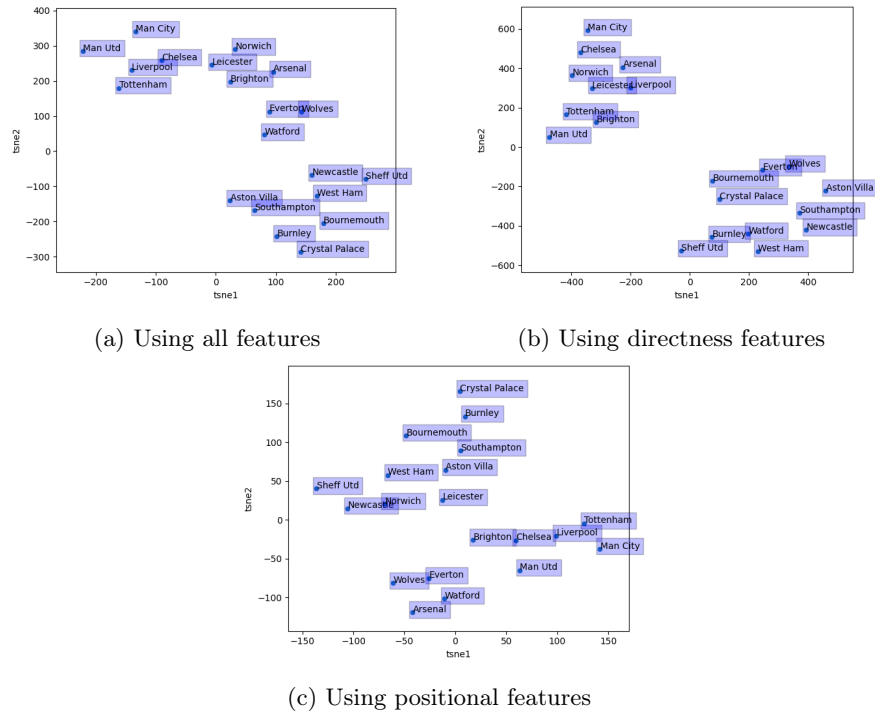 400
300
200
100
0
−100
−200
−300
tsne2
Man City
Man Utd
Chelsea
Liverpool
Tottenham
Norwich
Leicester
Arsenal
Brighton
Everton
Wolves
Watford
Newcastle
Sheff Utd
Aston Villa
West Ham
Southampton
Bournemouth
Burnley
Crystal Palace
−200
−100
0
100
200
tsne1
(a) Using all features
600
400
200
0
−200
−400
−600
tsne2
Man City
Chelsea
Arsenal
Norwich
Leicester
Liverpool
Tottenham
Brighton
Man Utd
Everton
Wolves
Bournemouth
Aston Villa
Crystal Palace
Southampton
Burnley
Watford
Newcastle
Sheff Utd
West Ham
−400
−200
0
200
400
tsne1
(b) Using directness features
150
100
50
0
−50
−100
tsne2
Crystal Palace
Burnley
Bournemouth
Southampton
West Ham
Aston Villa
Sheff Utd
Newcastle
Norwich
Leicester
Brighton
Chelsea
Liverpool
Tottenham
Man City
Man Utd
Wolves
Everton
Watford
Arsenal
−150
−100
−50
0
50
100
150
tsne1
(c) Using positional features